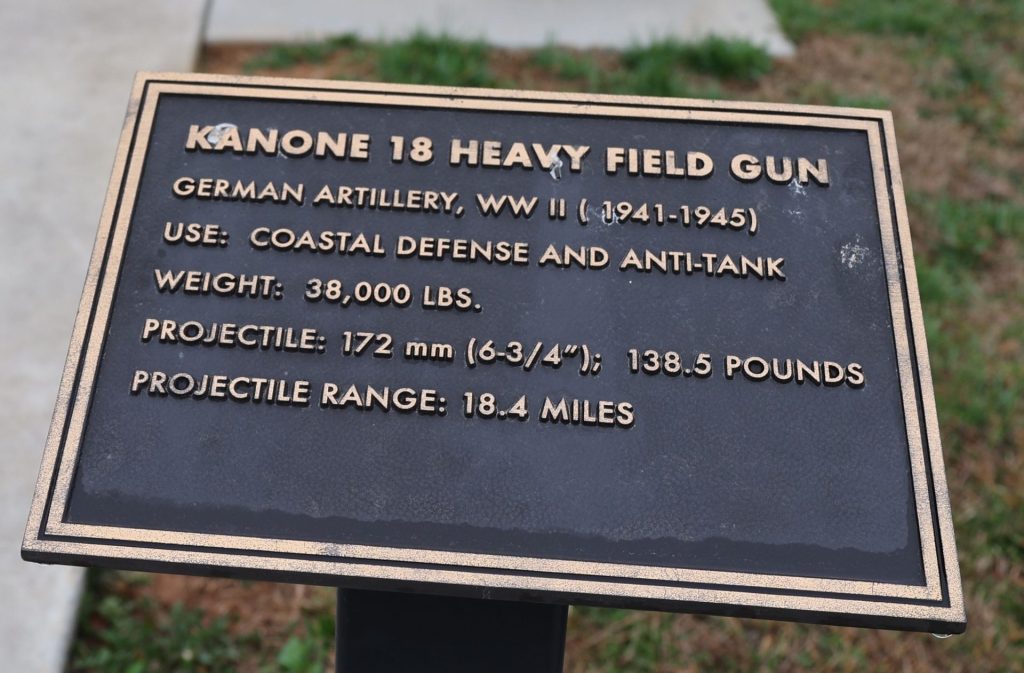 KANONE 18 HEAVY FIELD GUN
GERMAN ARTILLERY, WW II ( 1941-1945)
USE: COASTAL DEFENSE AND ANTI-TANK
WEIGHT: 38,000 LBS.
PROJECTILE: 172 mm (6-3/4″); 138.5 POUNDS
PROJECTILE RANGE: 18.4 MILES